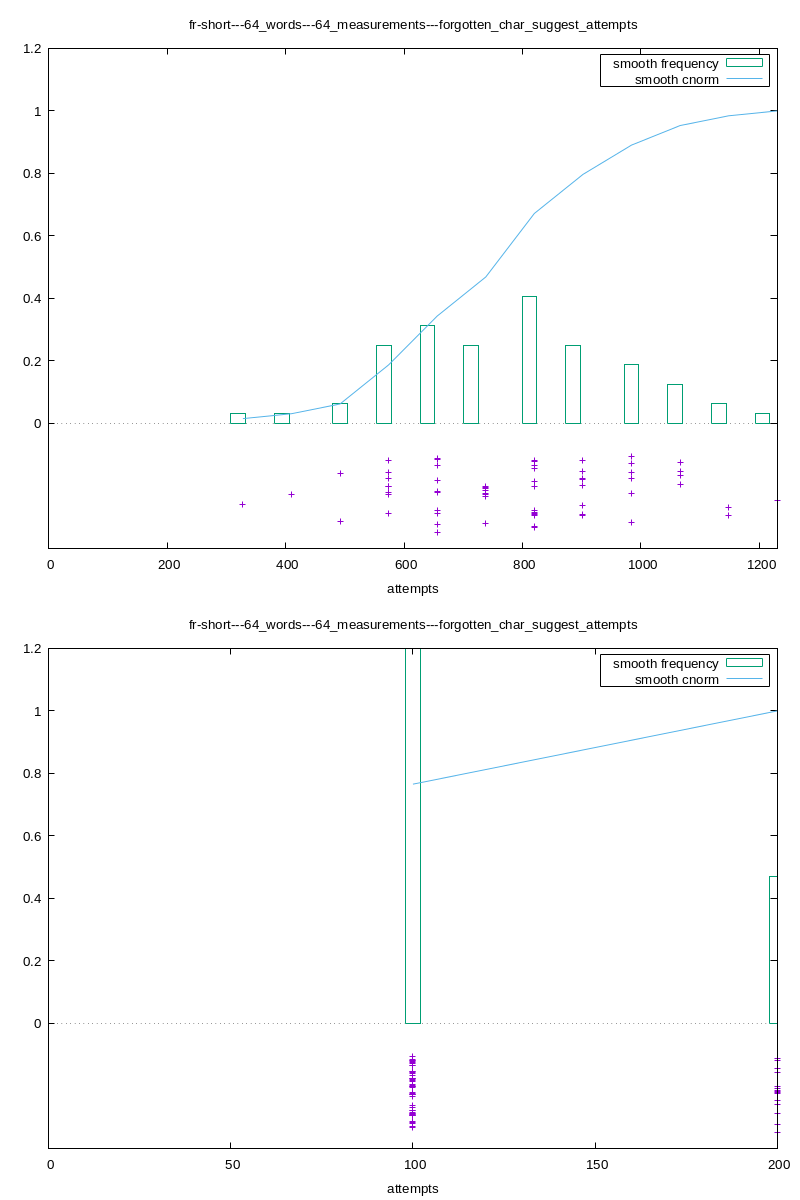 fr-short---64_words---64_measurements---forgotten_char_suggest_attempts
1.2
smooth frequency
smooth cnorm
1
0.8
0.6
0.4
0.2
0
0 200 400 600 800 1000 1200
attempts
fr-short---64_words---64_measurements---forgotten_char_suggest_attempts
1.2
smooth frequency
smooth cnorm
1
0.8
0.6
0.4
0.2
0
0 50 100 150 200
attempts